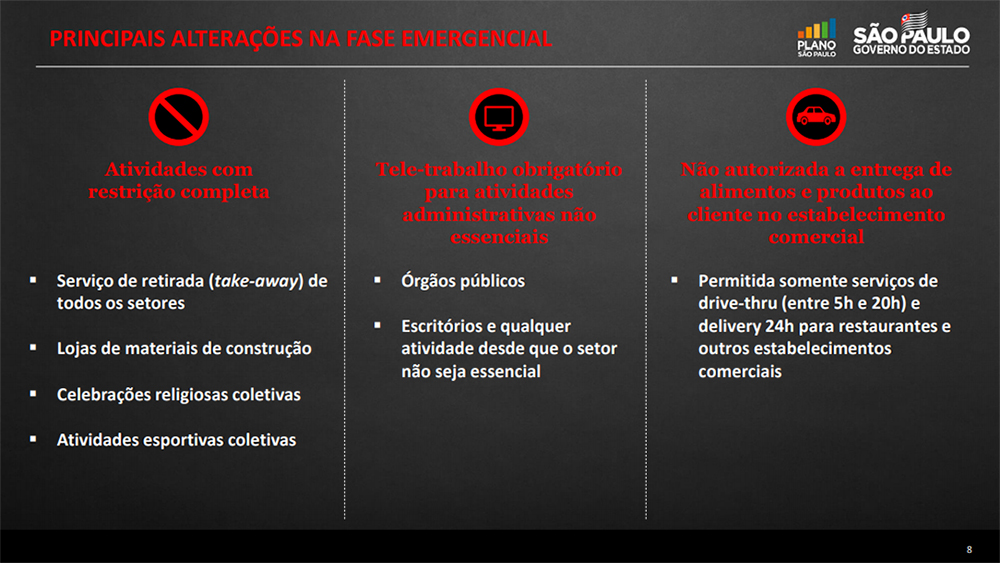 PRINCIPAIS ALTERAÇÕES NA FASE EMERGENCIAL
PLANO
SÃO PAULO
SÃO PAULO
GOVERNO DO ESTADO
Atividades com
restrição completa
▪ Serviço de retirada (take-away) de
todos os setores
▪ Lojas de materiais de construção
▪ Celebrações religiosas coletivas
▪ Atividades esportivas coletivas
Tele-trabalho obrigatório
para atividades
administrativas não
essenciais
▪ Órgãos públicos
▪ Escritórios e qualquer
atividade desde que o setor
não seja essencial
Não autorizada a entrega de
alimentos e produtos ao
cliente no estabelecimento
comercial
▪ Permitida somente serviços de
drive-thru (entre 5h e 20h) e
delivery 24h para restaurantes e
outros estabelecimentos
comerciais
8